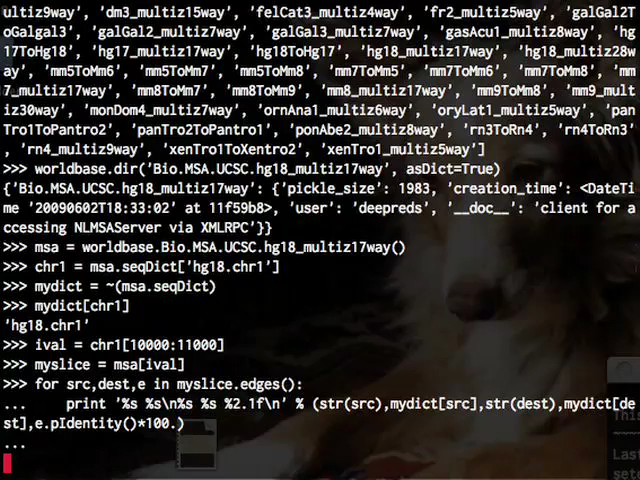 ultiz9way', 'dm3_multiz15way', 'felCat3_multiz4way', 'fr2_multiz5way', 'galGal2T
oGalgal3', 'galGal2_multiz7way', 'galGal3_multiz7way', 'gasAcu1_multiz8way', 'hg
17ToHg18', 'hg17_multiz17way', 'hg18ToHg17', 'hg18_multiz17way', 'hg18_multiz28w
ay', 'mm5ToMm6', 'mm5ToMm7', 'mm5ToMm8', 'mm7ToMm5', 'mm7ToMm6', 'mm7ToMm8', 'mm
7_multiz17way', 'mm8ToMm7', 'mm8ToMm9', 'mm8_multiz17way', 'mm9ToMm8', 'mm9_mult
iz30way', 'monDom4_multiz7way', 'ornAna1_multiz6way', 'oryLat1_multiz5way', 'pan
Tro1ToPantro2', 'panTro2ToPantro1', 'ponAbe2_multiz8way', 'rn3ToRn4', 'rn4ToRn3'
, 'rn4_multiz9way', 'xenTro1ToXentro2', 'xenTro1_multiz5way']
>>> worldbase.dir('Bio.MSA.UCSC.hg18_multiz17way', asDict=True)
{'Bio.MSA.UCSC.hg18_multiz17way': {'pickle_size': 1983, 'creation_time': <DateTi
me '20090602T18:33:02' at 11f59b8>, 'user': 'deepreds', '__doc__': 'client for a
ccessing NLMSAServer via XMLRPC'}}
>>> msa = worldbase.Bio.MSA.UCSC.hg18_multiz17way()
>>> chr1 = msa.seqDict['hg18.chr1']
>>> mydict = ~(msa.seqDict)
>>> mydict[chr1]
'hg18.chr1'
>>> ival = chr1[10000:11000]
>>> myslice = msa[ival]
>>> for src,dest,e in myslice.edges():
...     print '%s %s\n%s %s %2.1f\n' % (str(src),mydict[src],str(dest),mydict[de
st],e.pIdentity()*100.)
...
This
Last
sete